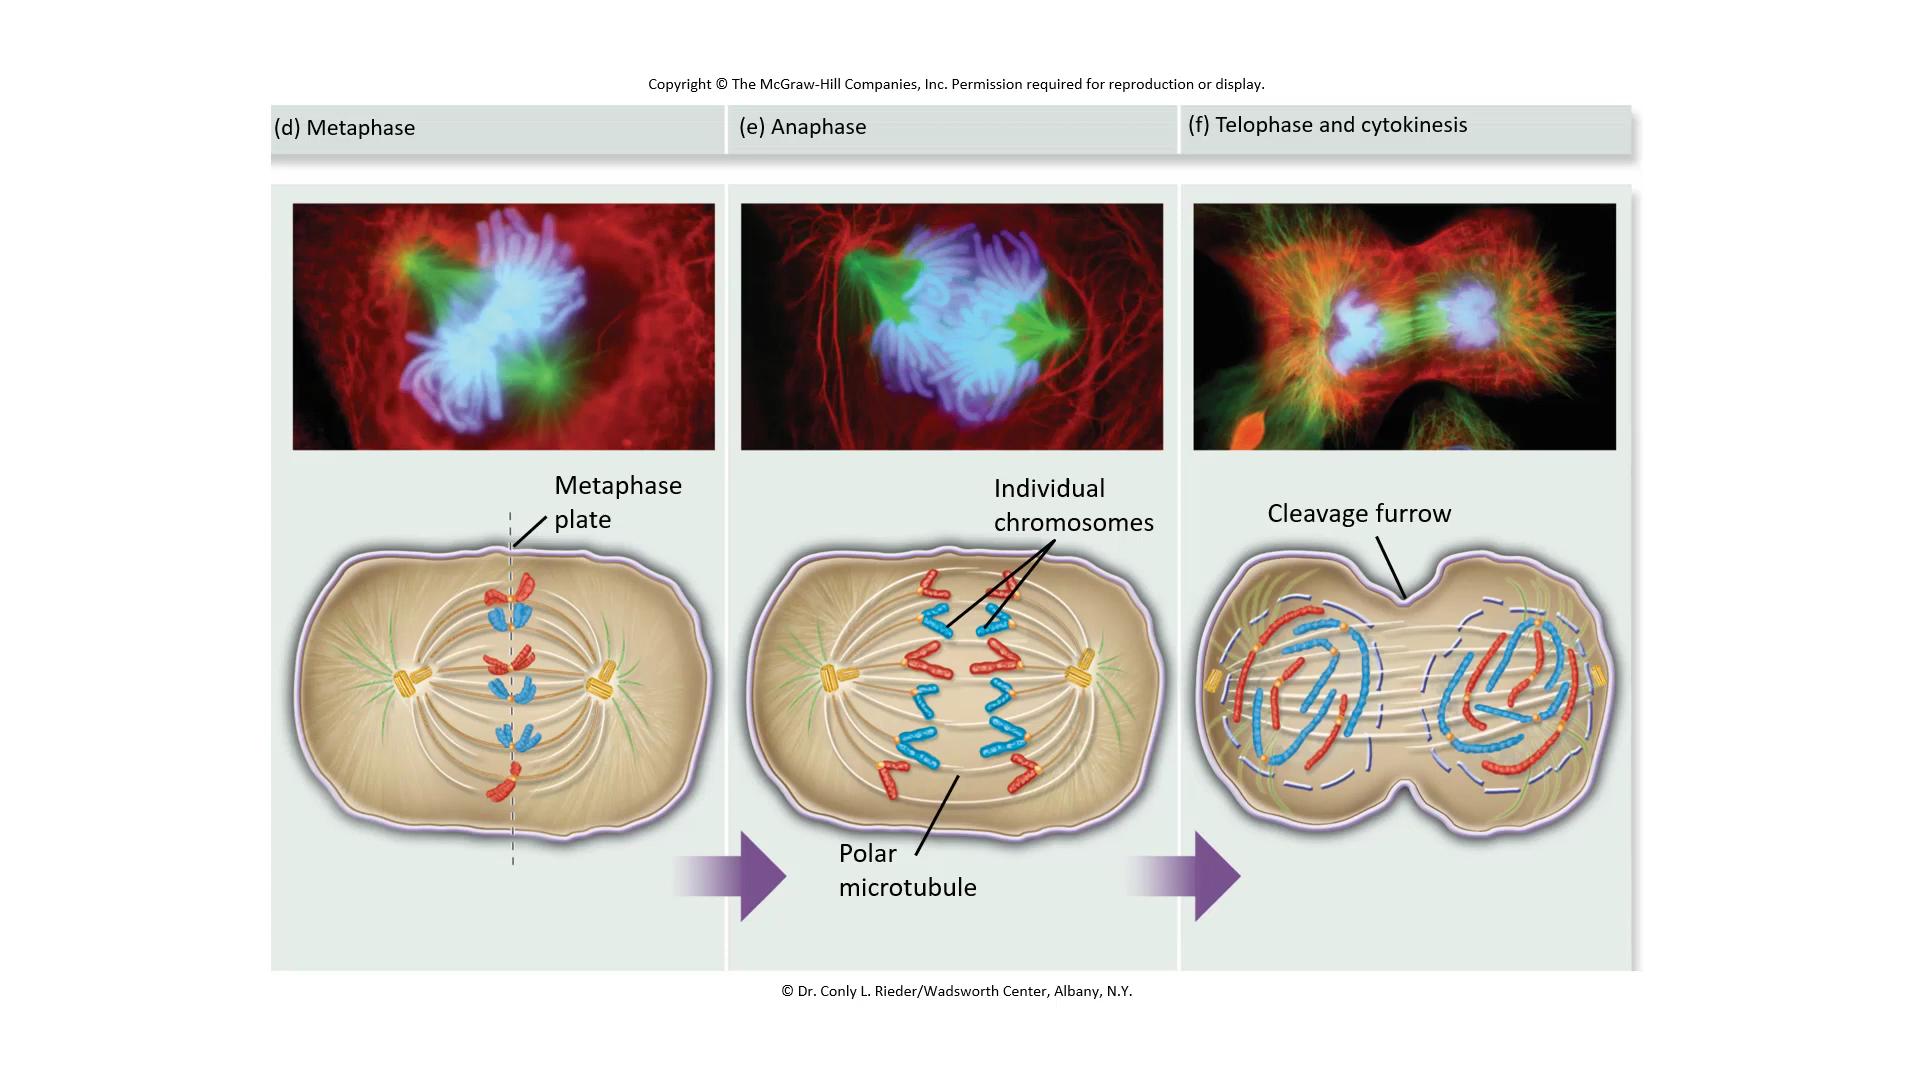 Copyright © The McGraw-Hill Companies, Inc. Permission required for reproduction or display.
(d) Metaphase
(e) Anaphase
(f) Telophase and cytokinesis
Metaphase
plate
Individual
chromosomes
Cleavage furrow
Polar
microtubule
© Dr. Conly L. Rieder/Wadsworth Center, Albany, N.Y.